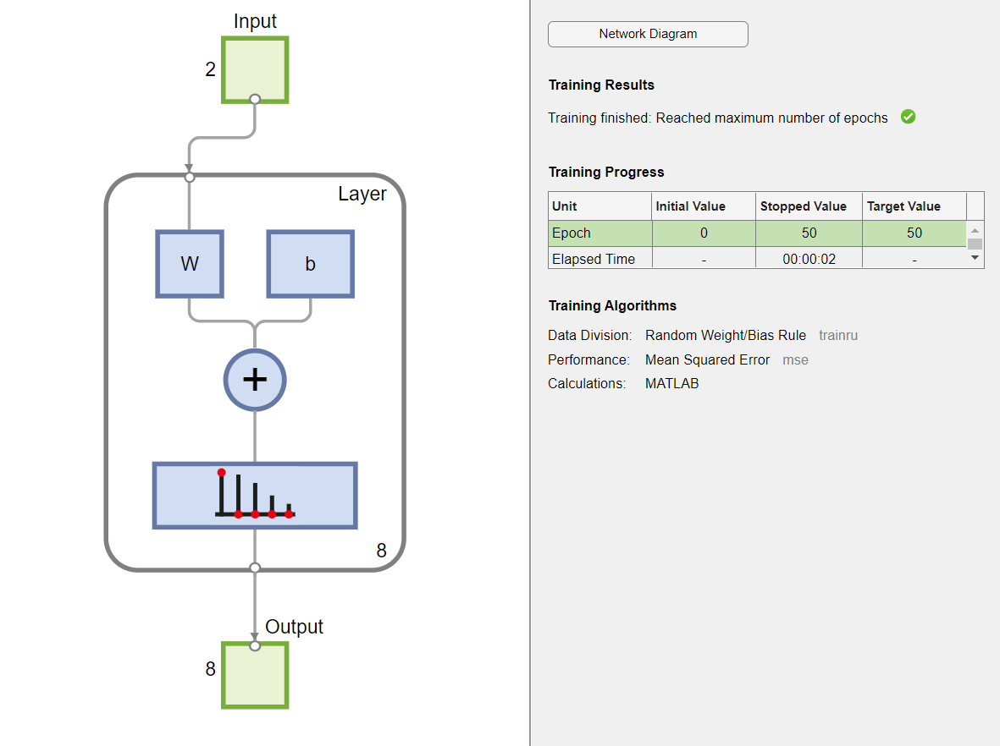 Input
2
Layer
W
b
+
8
Output
8
Network Diagram
Training Results
Training finished: Reached maximum number of epochs
Training Progress
Unit Initial Value Stopped Value Target Value
Epoch 0 50 50
Elapsed Time - 00:00:02 -
Training Algorithms
Data Division: Random Weight/Bias Rule trainru
Performance: Mean Squared Error mse
Calculations: MATLAB